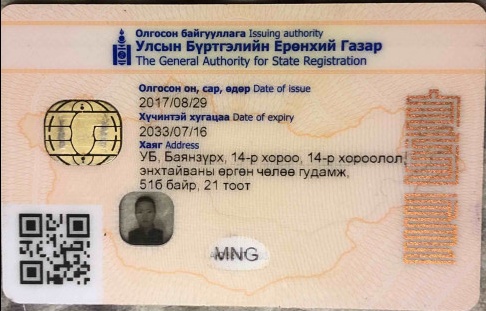 Олгосон байгууллага Issuing authority
Улсын Бүртгэлийн Ерөнхий Газар
The General Authority for State Registration
Олгосон он, сар, өдөр Date of issue
2017/08/29
Хүчинтэй хугацаа Date of expiry
2033/07/16
Хаяг Address
УБ, Баянзүрх, 14-р хороо, 14-р хороолол,
энхтайваны өргөн чөлөө гудамж,
51б байр, 21 тоот
MNG